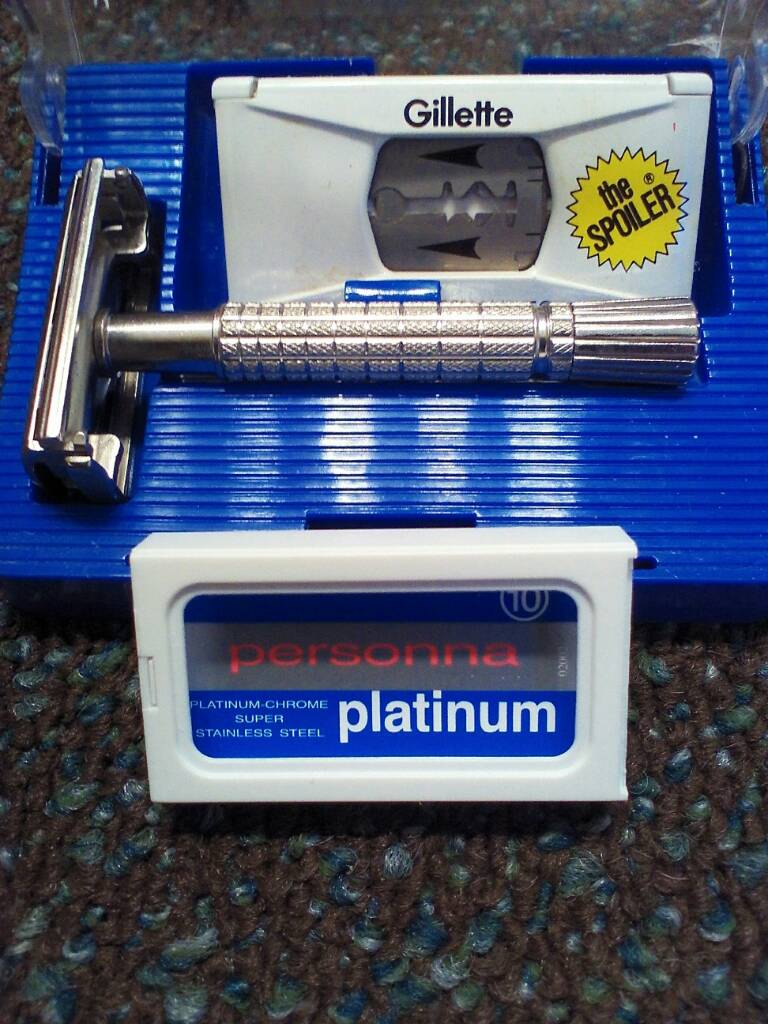 Gillette
the ®
SPOILER
10
personna
PLATINUM-CHROME
SUPER
STAINLESS STEEL
platinum